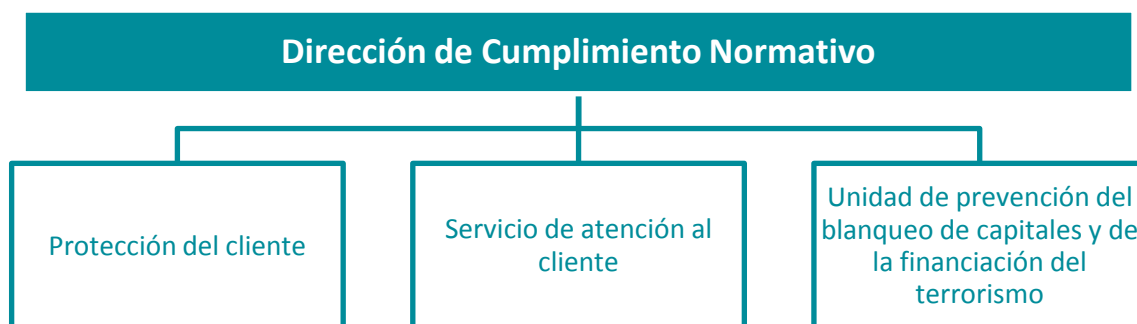 Dirección de Cumplimiento Normativo
Protección del cliente
Servicio de atención al
cliente
Unidad de prevención del
blanqueo de capitales y de
la financiación del
terrorismo